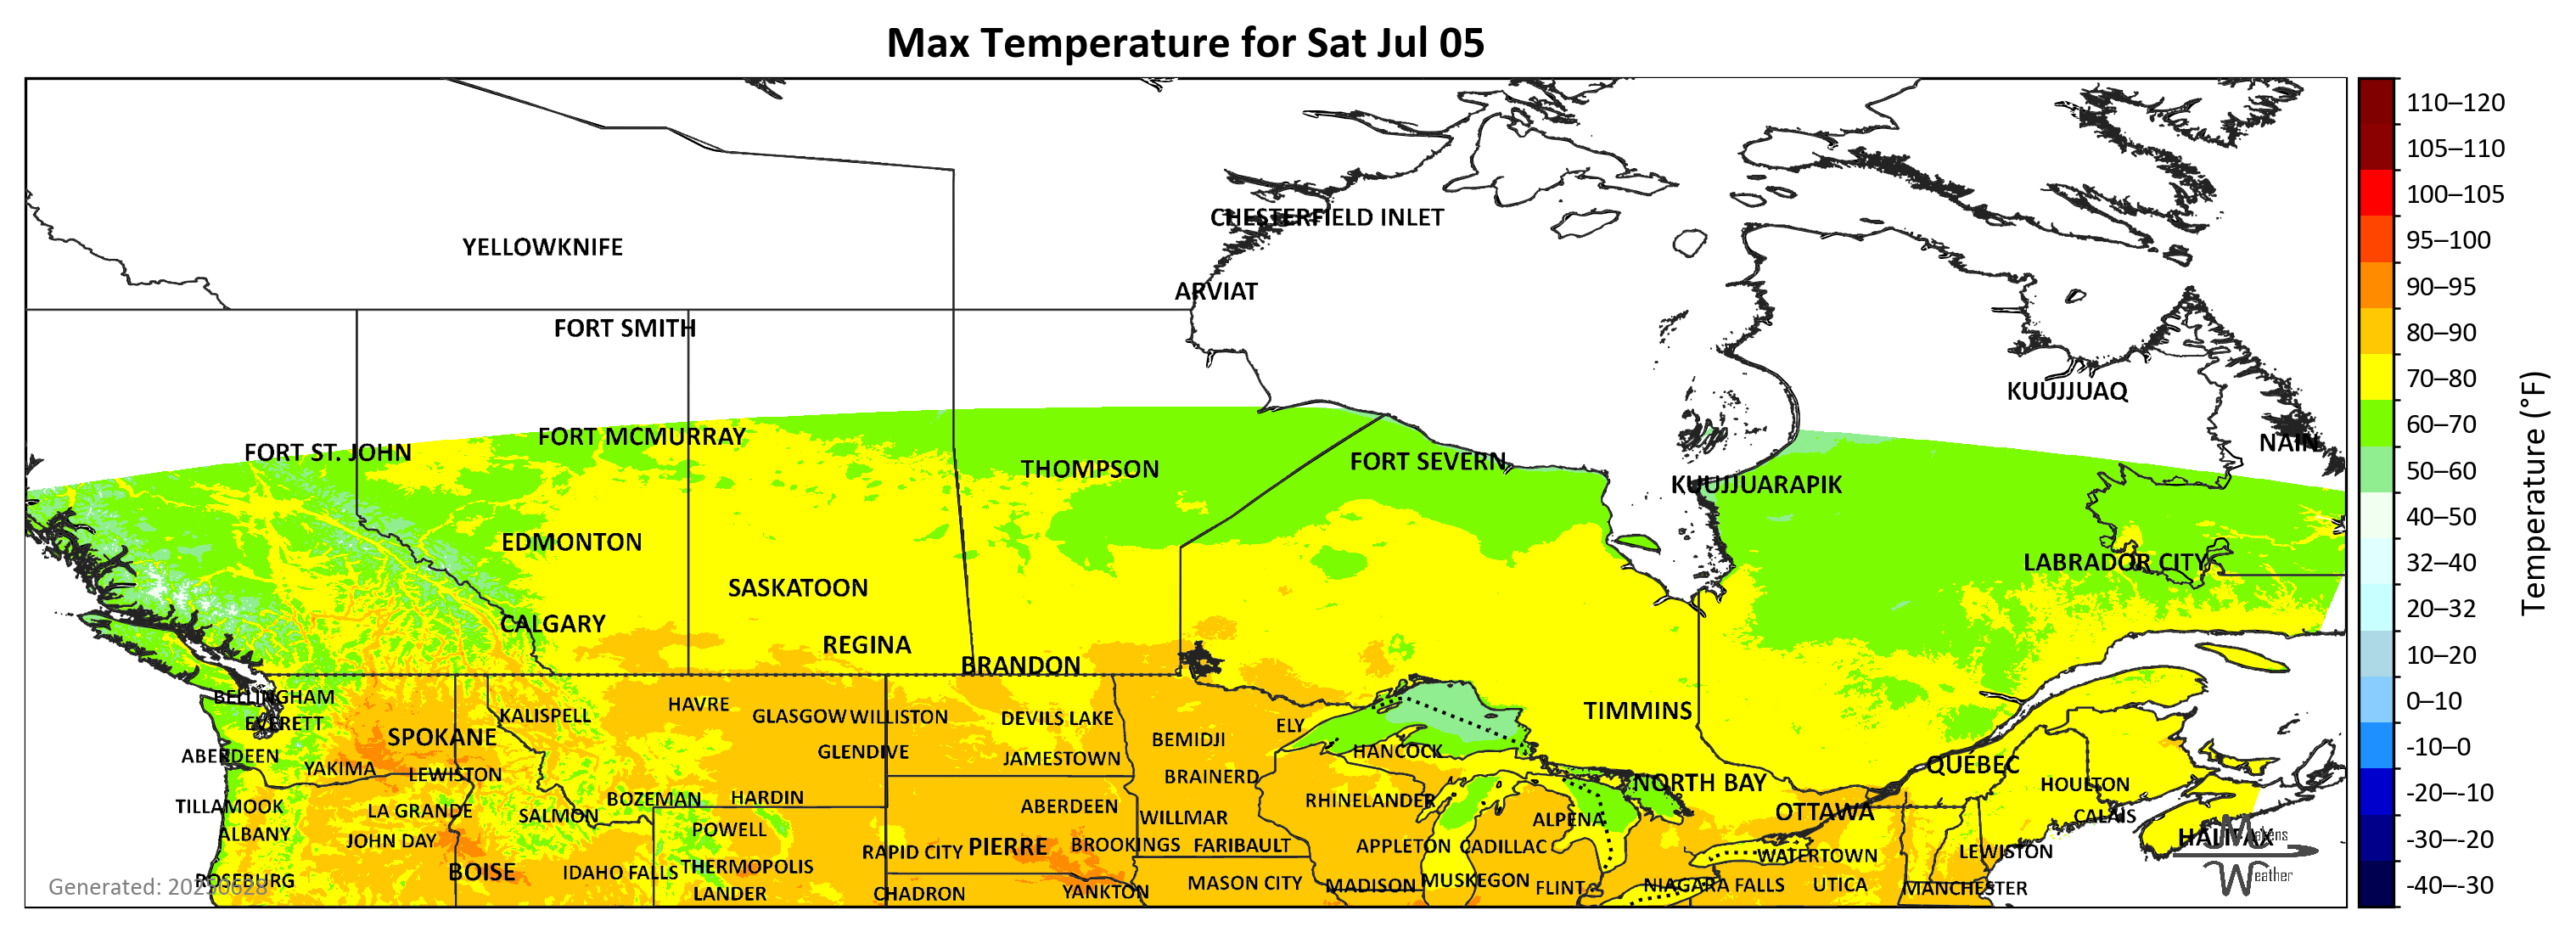 Max Temperature for Sat Jul 05
110–120
105–110
100–105
95–100
90–95
80–90
70–80
60–70
50–60
40–50
32–40
20–32
10–20
0–10
-10–0
-20–-10
-30–-20
-40–-30
Temperature (°F)
CHESTERFIELD INLET
YELLOWKNIFE
ARVIAT
FORT SMITH
KUUJJUAQ
FORT MCMURRAY
NAIN
FORT ST. JOHN
FORT SEVERN
THOMPSON
KUUJJUARAPIK
EDMONTON
LABRADOR CITY
SASKATOON
CALGARY
REGINA
BRANDON
BELLINGHAM
HAVRE
TIMMINS
KALISPELL
GLASGOW
WILLISTON
DEVILS LAKE
EVERETT
ELY
SPOKANE
BEMIDJI
HANCOCK
GLENDIVE
ABERDEEN
JAMESTOWN
QUÉBEC
YAKIMA
LEWISTON
BRAINERD
NORTH BAY
HOULTON
BOZEMAN
HARDIN
RHINELANDER
TILLAMOOK
ABERDEEN
LA GRANDE
OTTAWA
SALMON
CALAIS
WILLMAR
ALPENA
POWELL
ALBANY
HALIFAX
Makens
Weather
JOHN DAY
BROOKINGS
FARIBAULT
APPLETON
CADILLAC
PIERRE
RAPID CITY
LEWISTON
WATERTOWN
THERMOPOLIS
BOISE
IDAHO FALLS
ROSEBURG
MUSKEGON
MASON CITY
MADISON
NIAGARA FALLS
UTICA
Generated: 20250628
FLINT
MANCHESTER
YANKTON
LANDER
CHADRON